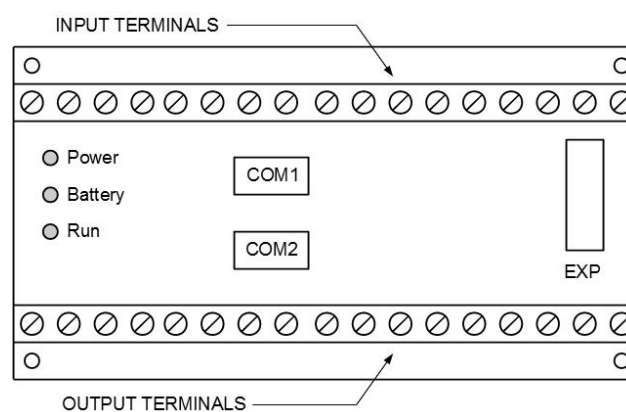 INPUT TERMINALS
Power
Battery
Run
COM1
COM2
EXP
OUTPUT TERMINALS